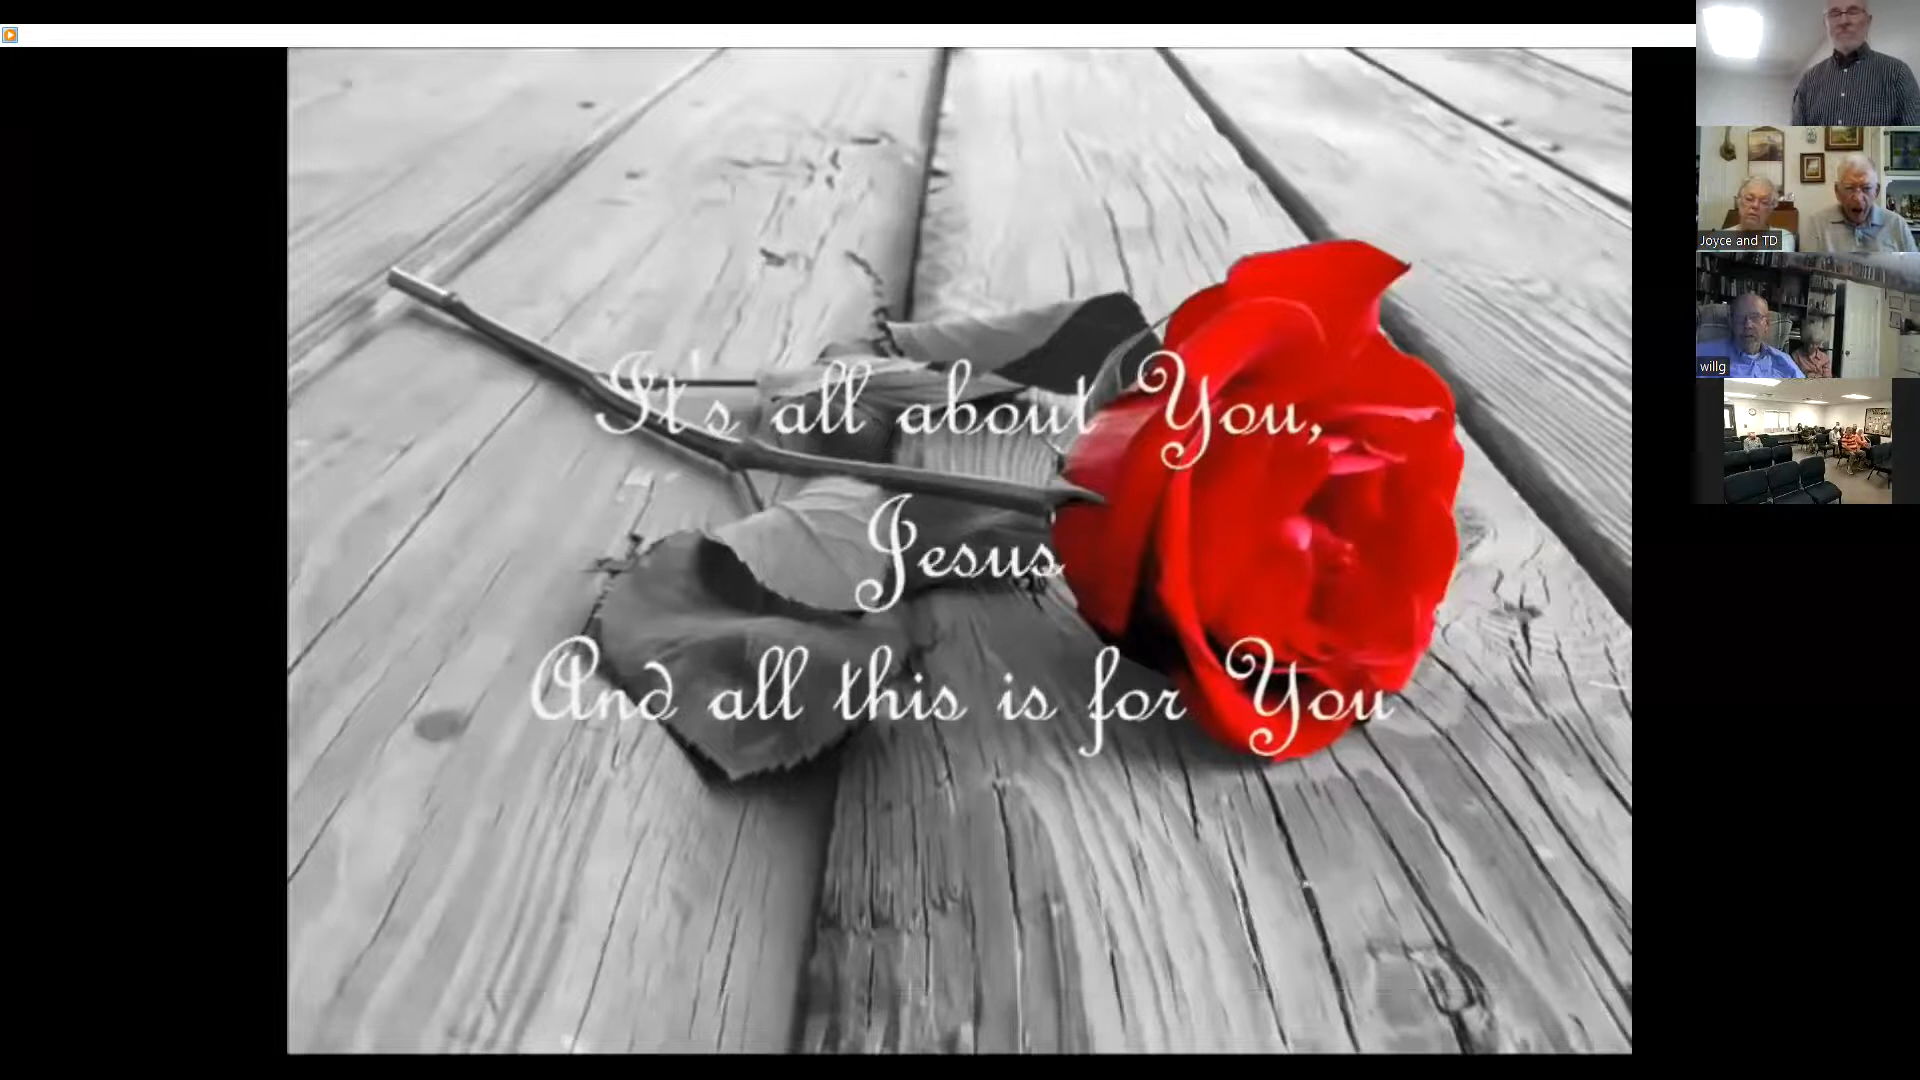 It's all about You,
Jesus
And all this is for You
Joyce and TD
willg